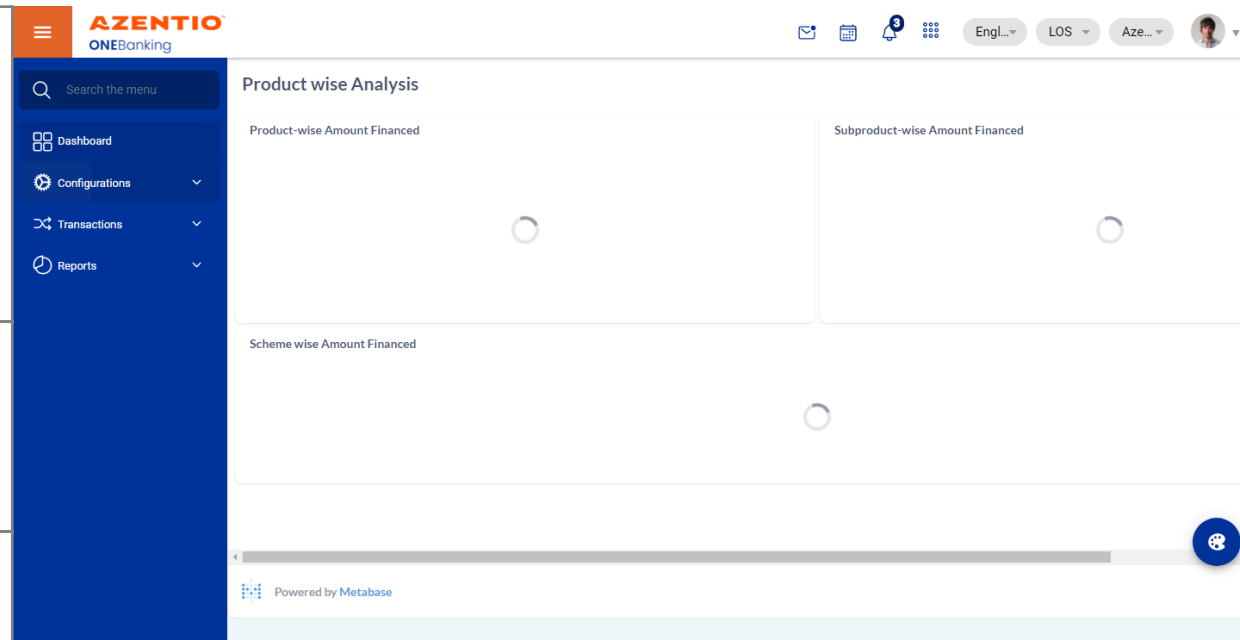 AZENTIO
ONEBanking
3
Engl...
LOS
Aze...
Search the menu
Dashboard
Configurations
Transactions
Reports
Product wise Analysis
Product-wise Amount Financed
Subproduct-wise Amount Financed
Scheme wise Amount Financed
Powered by Metabase